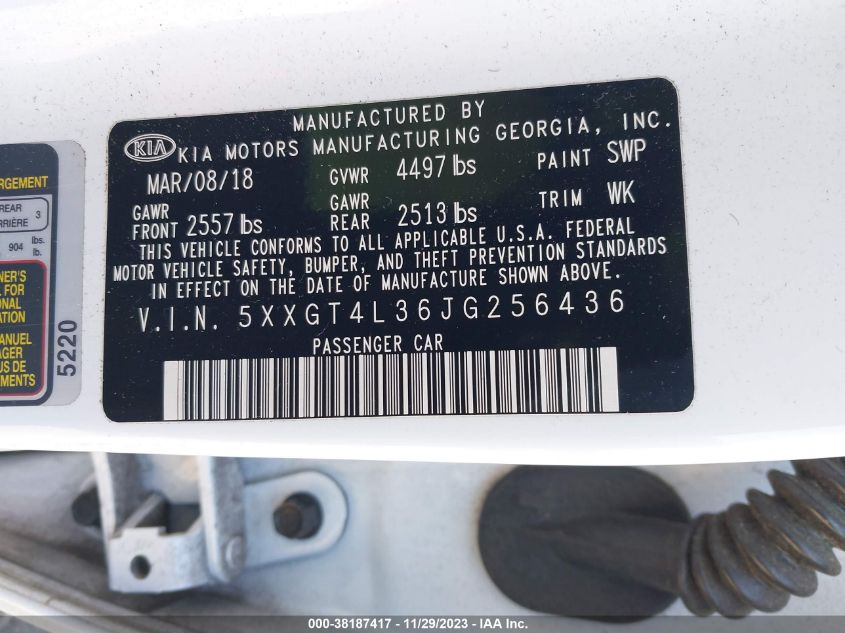 MANUFACTURED BY
KIA KIA MOTORS MANUFACTURING GEORGIA, INC.
MAR/08/18 GVWR 4497 lbs PAINT SWP
GAWR FRONT 2557 lbs GAWR REAR 2513 lbs TRIM WK
THIS VEHICLE CONFORMS TO ALL APPLICABLE U.S.A. FEDERAL
MOTOR VEHICLE SAFETY, BUMPER, AND THEFT PREVENTION STANDARDS
IN EFFECT ON THE DATE OF MANUFACTURE SHOWN ABOVE.
V.I.N. 5XXGT4L36JG256436
PASSENGER CAR
REAR
3
904 lbs.
lb.
5220
000-38187417 - 11/29/2023 - IAA Inc.